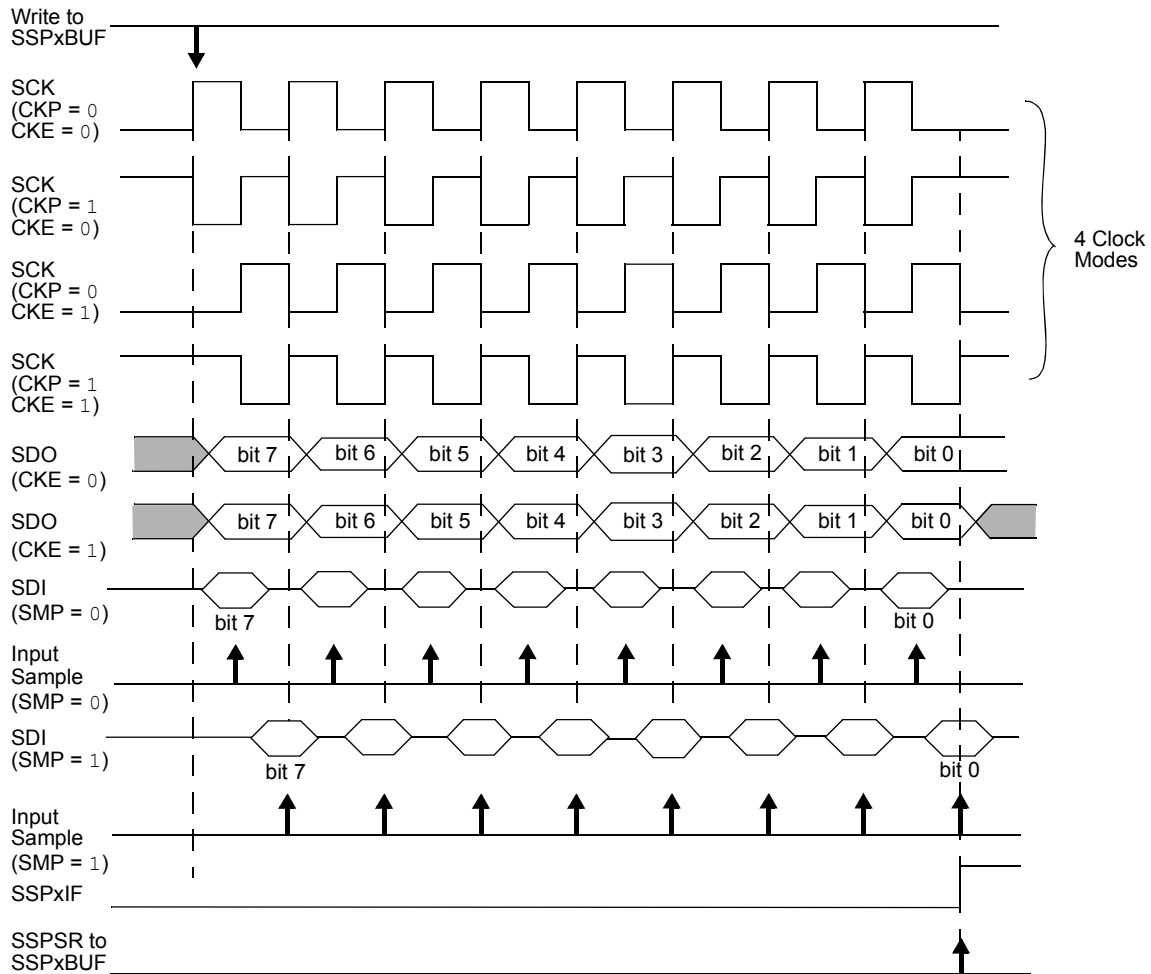 Write to
SSPxBUF
SCK
(CKP = 0
CKE = 0)
SCK
(CKP = 1
CKE = 0)
4 Clock
Modes
SCK
(CKP = 0
CKE = 1)
SCK
(CKP = 1
CKE = 1)
SDO
(CKE = 0)
bit 7 bit 6 bit 5 bit 4 bit 3 bit 2 bit 1 bit 0
SDO
(CKE = 1)
bit 7 bit 6 bit 5 bit 4 bit 3 bit 2 bit 1 bit 0
SDI
(SMP = 0)
bit 7 bit 0
Input
Sample
(SMP = 0)
SDI
(SMP = 1)
bit 7 bit 0
Input
Sample
(SMP = 1)
SSPxIF
SSPSR to
SSPxBUF